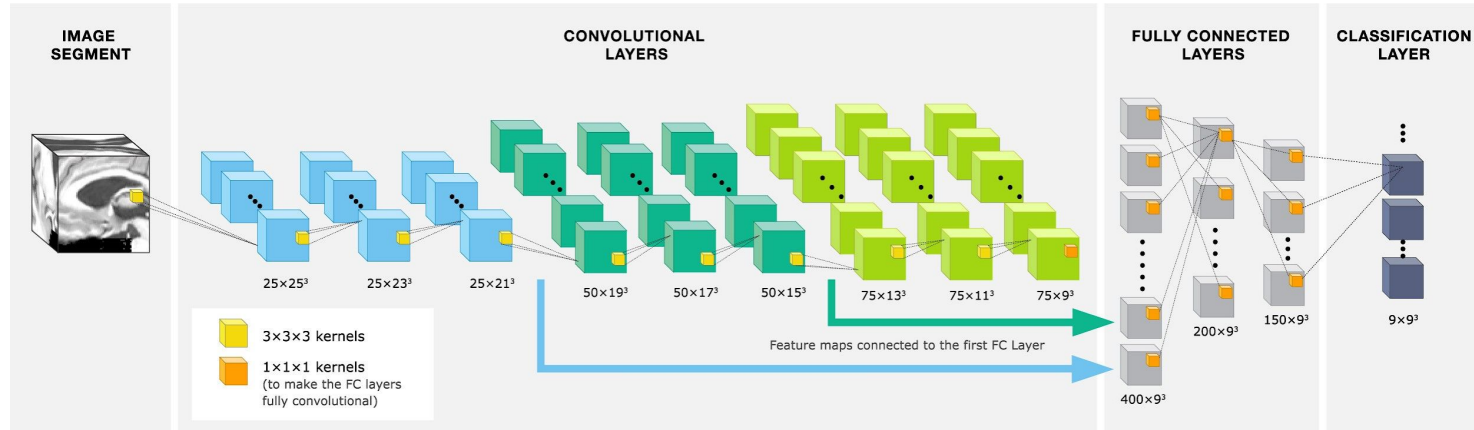 IMAGE
SEGMENT
CONVOLUTIONAL
LAYERS
FULLY CONNECTED
LAYERS
CLASSIFICATION
LAYER
25×25³
25×23³
25×21³
50×19³
50×17³
50×15³
75×13³
75×11³
75×9³
400×9³
200×9³
150×9³
9×9³
3×3×3 kernels
1×1×1 kernels
(to make the FC layers
fully convolutional)
Feature maps connected to the first FC Layer